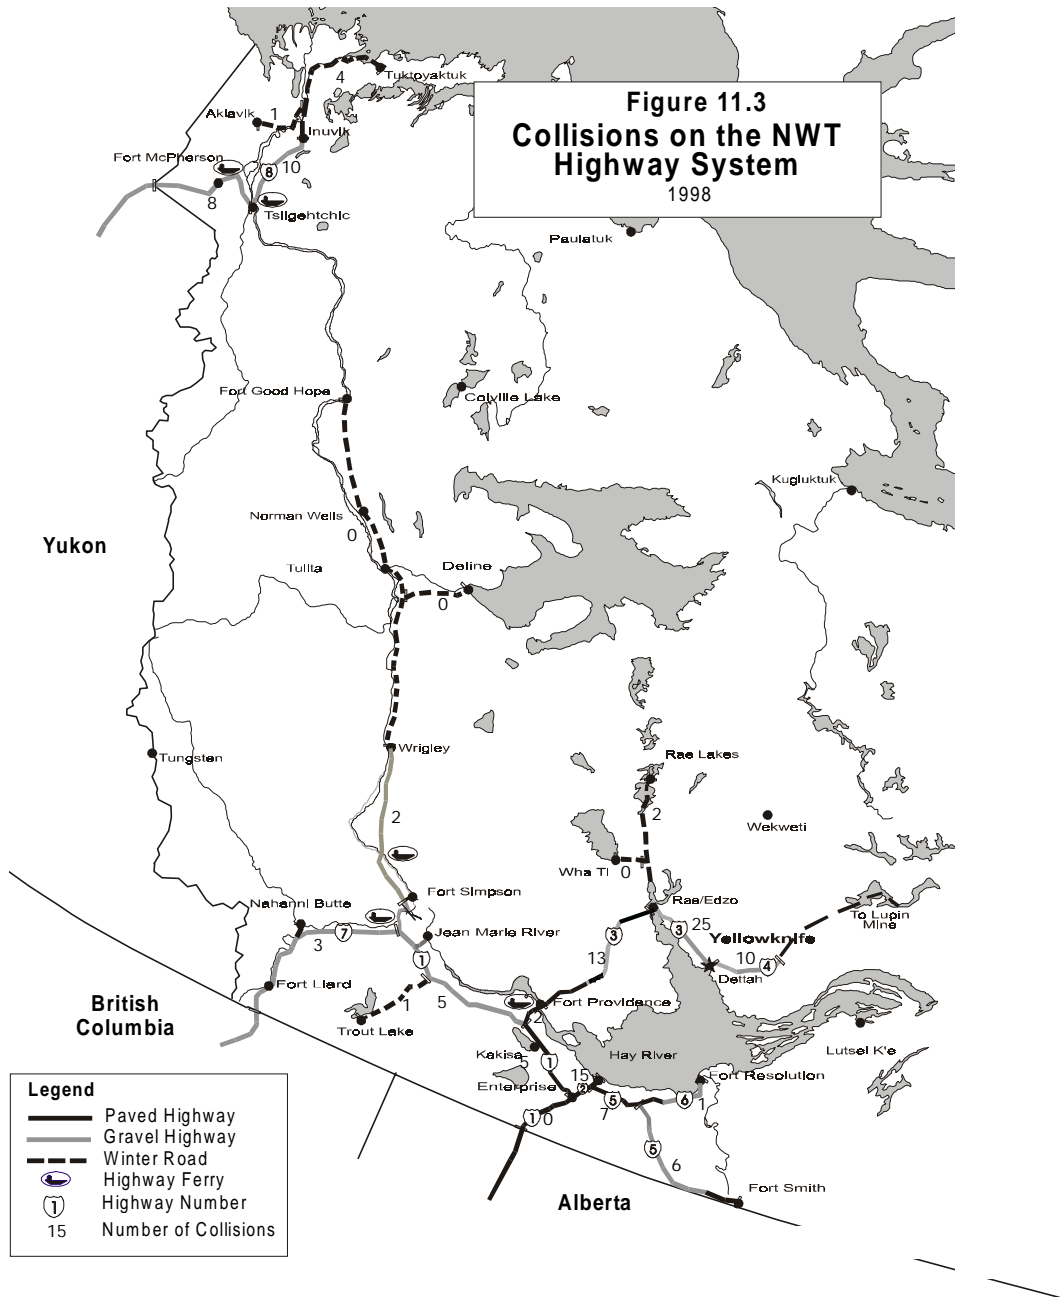 Figure 11.3
Collisions on the NWT
Highway System
1998
4
Tuktoyaktuk
Aklavik
1
Inuvik
Fort McPherson
8
10
8
Tsiigehtchic
Paulatuk
Fort Good Hope
Colville Lake
Kugluktuk
Norman Wells
0
Yukon
Tulita
Deline
0
Tungsten
Wrigley
Rae Lakes
2
2
Wekweti
Wha Ti
0
Fort Simpson
Nahanni Butte
Rae/Edzo
To Lupin
Mine
7
3
Jean Marie River
3
3
25
Yellowknife
10
4
Dettah
13
1
Fort Liard
5
1
Trout Lake
Fort Providence
2
British
Columbia
Kakisa
5
1
Hay River
Lutsel K'e
Enterprise
15
2
Fort Resolution
5
7
6
1
1
0
5
6
Fort Smith
Alberta
Legend
Paved Highway
Gravel Highway
Winter Road
Highway Ferry
1
Highway Number
15
Number of Collisions